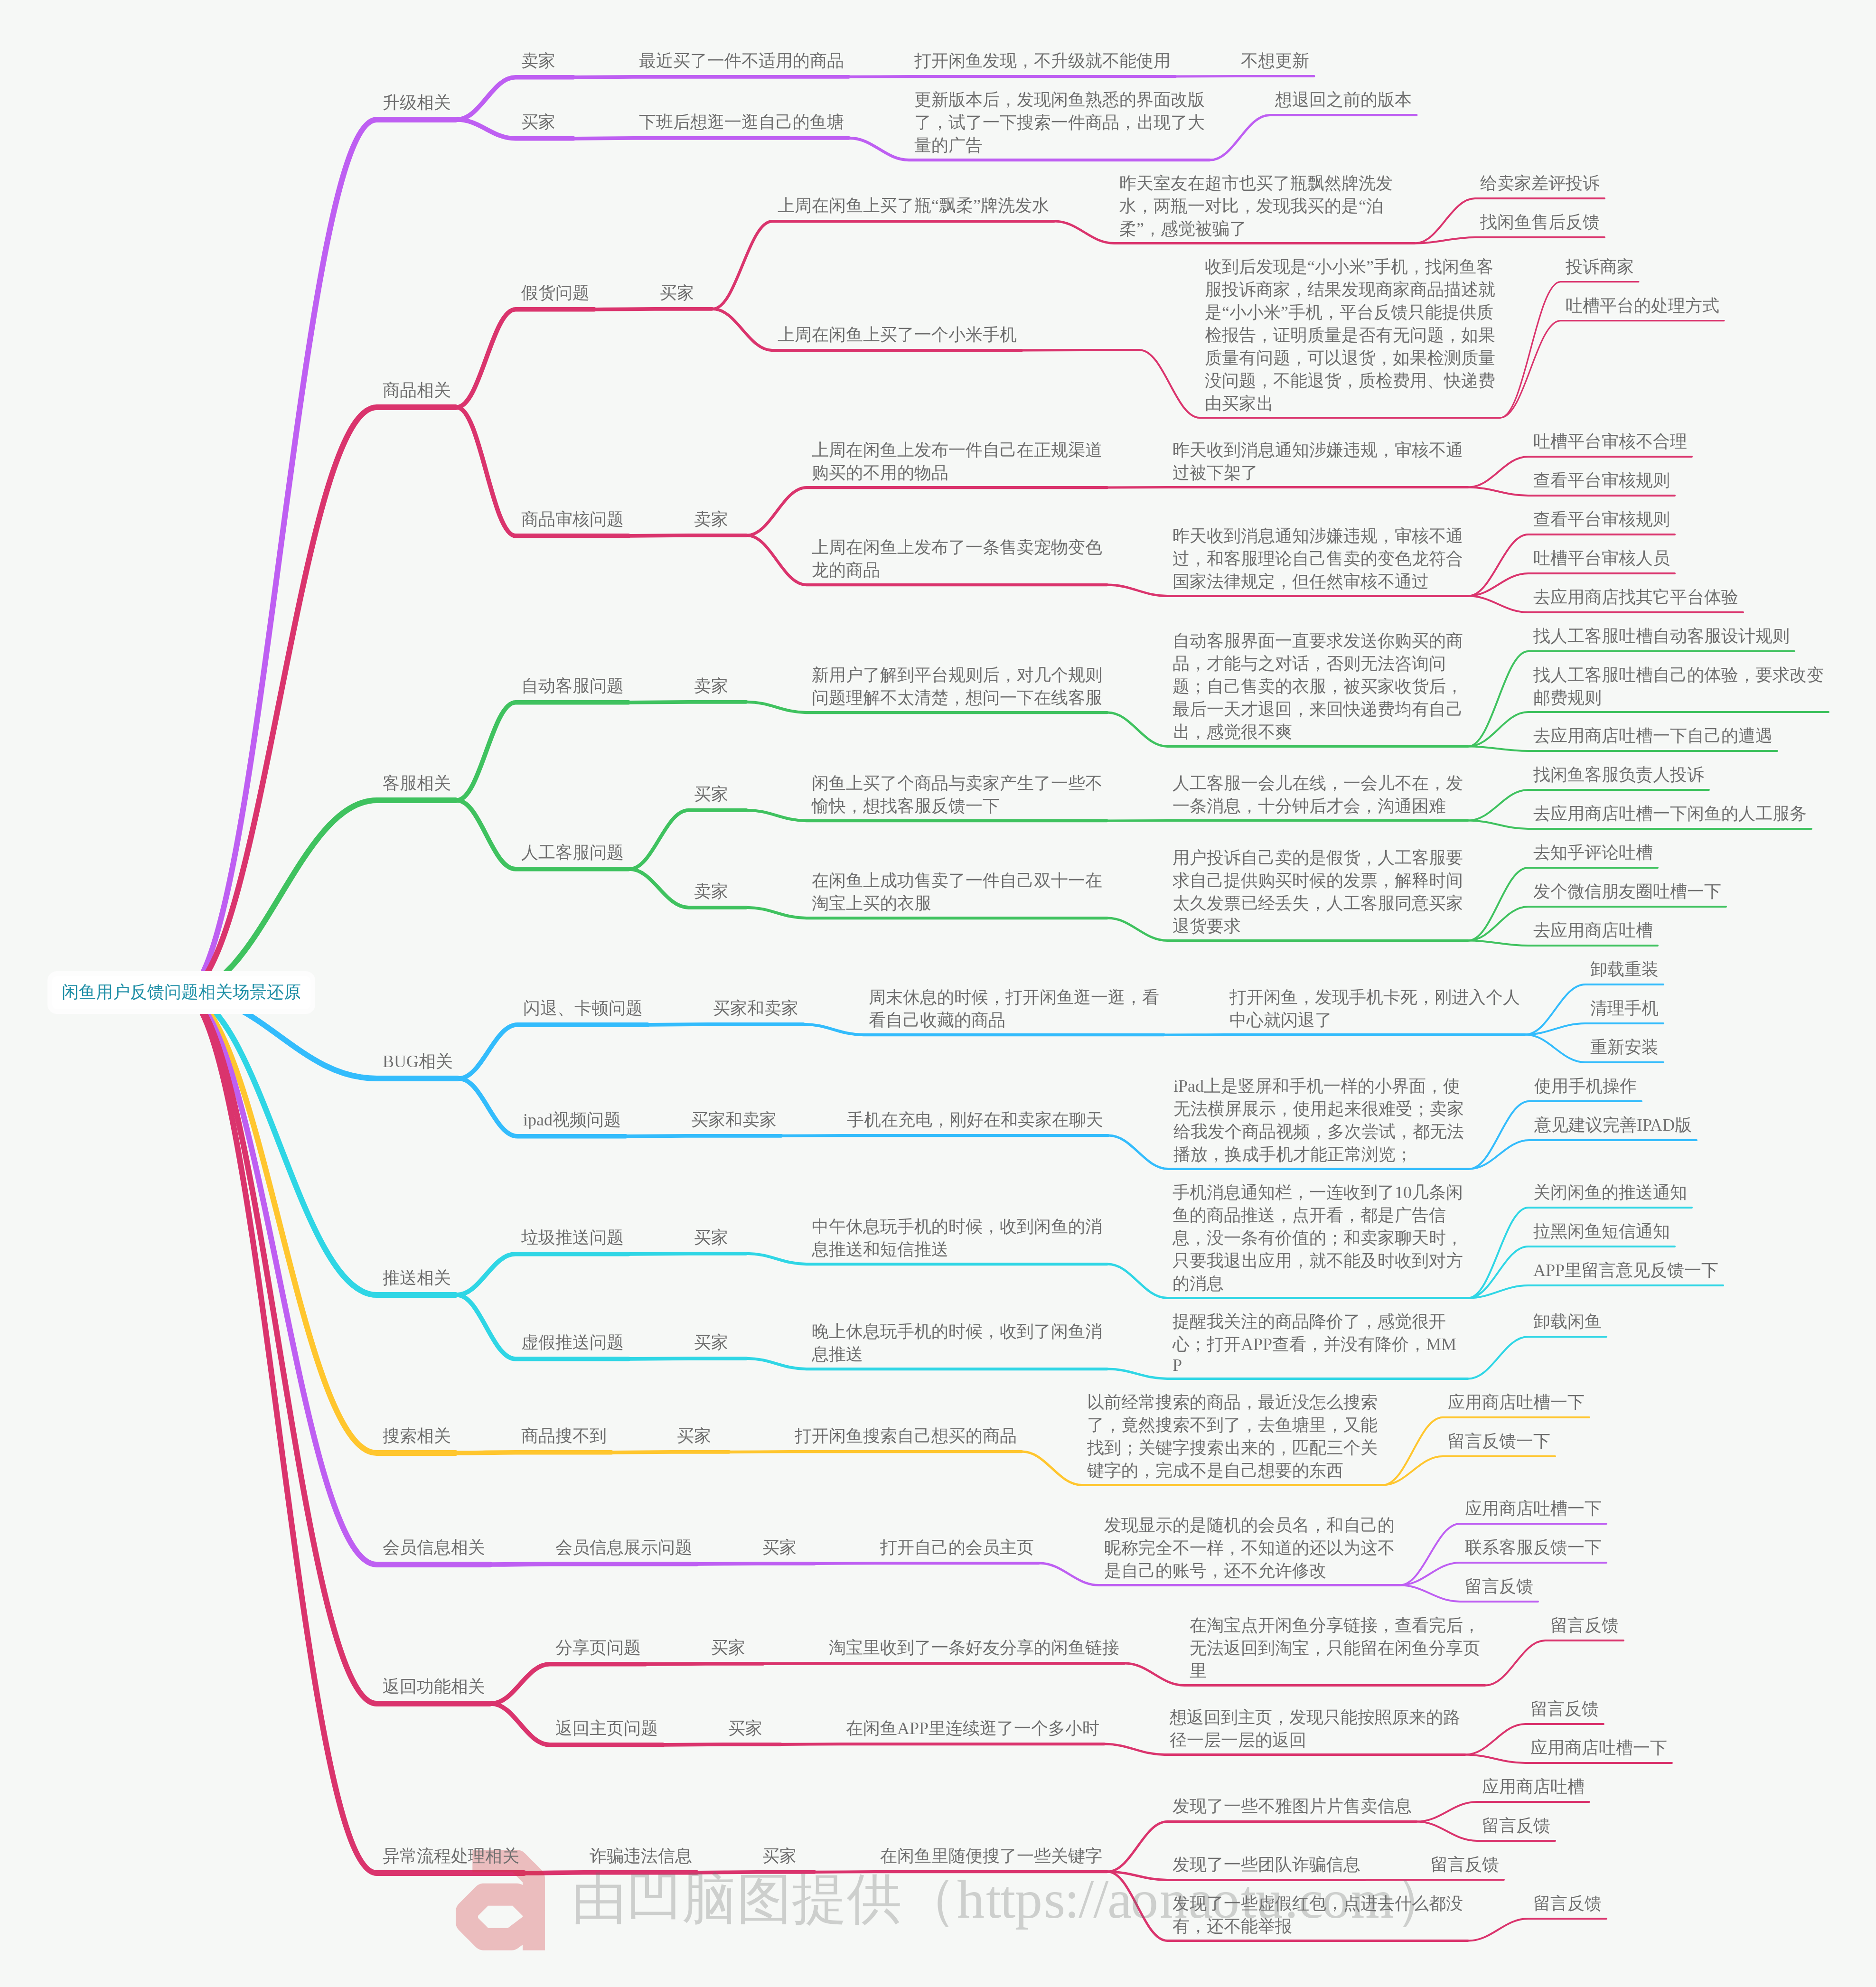 闲鱼用户反馈问题相关场景还原
升级相关
卖家
最近买了一件不适用的商品
打开闲鱼发现，不升级就不能使用
不想更新
买家
下班后想逛一逛自己的鱼塘
更新版本后，发现闲鱼熟悉的界面改版
了，试了一下搜索一件商品，出现了大
量的广告
想退回之前的版本
商品相关
假货问题
买家
上周在闲鱼上买了瓶“飘柔”牌洗发水
昨天室友在超市也买了瓶飘然牌洗发
水，两瓶一对比，发现我买的是“泊
柔”，感觉被骗了
给卖家差评投诉
找闲鱼售后反馈
上周在闲鱼上买了一个小米手机
收到后发现是“小小米”手机，找闲鱼客
服投诉商家，结果发现商家商品描述就
是“小小米”手机，平台反馈只能提供质
检报告，证明质量是否有无问题，如果
质量有问题，可以退货，如果检测质量
没问题，不能退货，质检费用、快递费
由买家出
投诉商家
吐槽平台的处理方式
商品审核问题
卖家
上周在闲鱼上发布一件自己在正规渠道
购买的不用的物品
昨天收到消息通知涉嫌违规，审核不通
过被下架了
吐槽平台审核不合理
查看平台审核规则
上周在闲鱼上发布了一条售卖宠物变色
龙的商品
昨天收到消息通知涉嫌违规，审核不通
过，和客服理论自己售卖的变色龙符合
国家法律规定，但任然审核不通过
查看平台审核规则
吐槽平台审核人员
去应用商店找其它平台体验
客服相关
自动客服问题
卖家
新用户了解到平台规则后，对几个规则
问题理解不太清楚，想问一下在线客服
自动客服界面一直要求发送你购买的商
品，才能与之对话，否则无法咨询问
题；自己售卖的衣服，被买家收货后，
最后一天才退回，来回快递费均有自己
出，感觉很不爽
找人工客服吐槽自动客服设计规则
找人工客服吐槽自己的体验，要求改变
邮费规则
去应用商店吐槽一下自己的遭遇
人工客服问题
买家
闲鱼上买了个商品与卖家产生了一些不
愉快，想找客服反馈一下
人工客服一会儿在线，一会儿不在，发
一条消息，十分钟后才会，沟通困难
找闲鱼客服负责人投诉
去应用商店吐槽一下闲鱼的人工服务
卖家
在闲鱼上成功售卖了一件自己双十一在
淘宝上买的衣服
用户投诉自己卖的是假货，人工客服要
求自己提供购买时候的发票，解释时间
太久发票已经丢失，人工客服同意买家
退货要求
去知乎评论吐槽
发个微信朋友圈吐槽一下
去应用商店吐槽
BUG相关
闪退、卡顿问题
买家和卖家
周末休息的时候，打开闲鱼逛一逛，看
看自己收藏的商品
打开闲鱼，发现手机卡死，刚进入个人
中心就闪退了
卸载重装
清理手机
重新安装
ipad视频问题
买家和卖家
手机在充电，刚好在和卖家在聊天
iPad上是竖屏和手机一样的小界面，使
无法横屏展示，使用起来很难受；卖家
给我发个商品视频，多次尝试，都无法
播放，换成手机才能正常浏览；
使用手机操作
意见建议完善IPAD版
推送相关
垃圾推送问题
买家
中午休息玩手机的时候，收到闲鱼的消
息推送和短信推送
手机消息通知栏，一连收到了10几条闲
鱼的商品推送，点开看，都是广告信
息，没一条有价值的；和卖家聊天时，
只要我退出应用，就不能及时收到对方
的消息
关闭闲鱼的推送通知
拉黑闲鱼短信通知
APP里留言意见反馈一下
虚假推送问题
买家
晚上休息玩手机的时候，收到了闲鱼消
息推送
提醒我关注的商品降价了，感觉很开
心；打开APP查看，并没有降价，MM
P
卸载闲鱼
搜索相关
商品搜不到
买家
打开闲鱼搜索自己想买的商品
以前经常搜索的商品，最近没怎么搜索
了，竟然搜索不到了，去鱼塘里，又能
找到；关键字搜索出来的，匹配三个关
键字的，完成不是自己想要的东西
应用商店吐槽一下
留言反馈一下
会员信息相关
会员信息展示问题
买家
打开自己的会员主页
发现显示的是随机的会员名，和自己的
昵称完全不一样，不知道的还以为这不
是自己的账号，还不允许修改
应用商店吐槽一下
联系客服反馈一下
留言反馈
返回功能相关
分享页问题
买家
淘宝里收到了一条好友分享的闲鱼链接
在淘宝点开闲鱼分享链接，查看完后，
无法返回到淘宝，只能留在闲鱼分享页
里
留言反馈
返回主页问题
买家
在闲鱼APP里连续逛了一个多小时
想返回到主页，发现只能按照原来的路
径一层一层的返回
留言反馈
应用商店吐槽一下
异常流程处理相关
诈骗违法信息
买家
在闲鱼里随便搜了一些关键字
发现了一些不雅图片片售卖信息
应用商店吐槽
留言反馈
发现了一些团队诈骗信息
留言反馈
发现了一些虚假红包，点进去什么都没
有，还不能举报
留言反馈
由凹脑图提供（https://aonaotu.com）